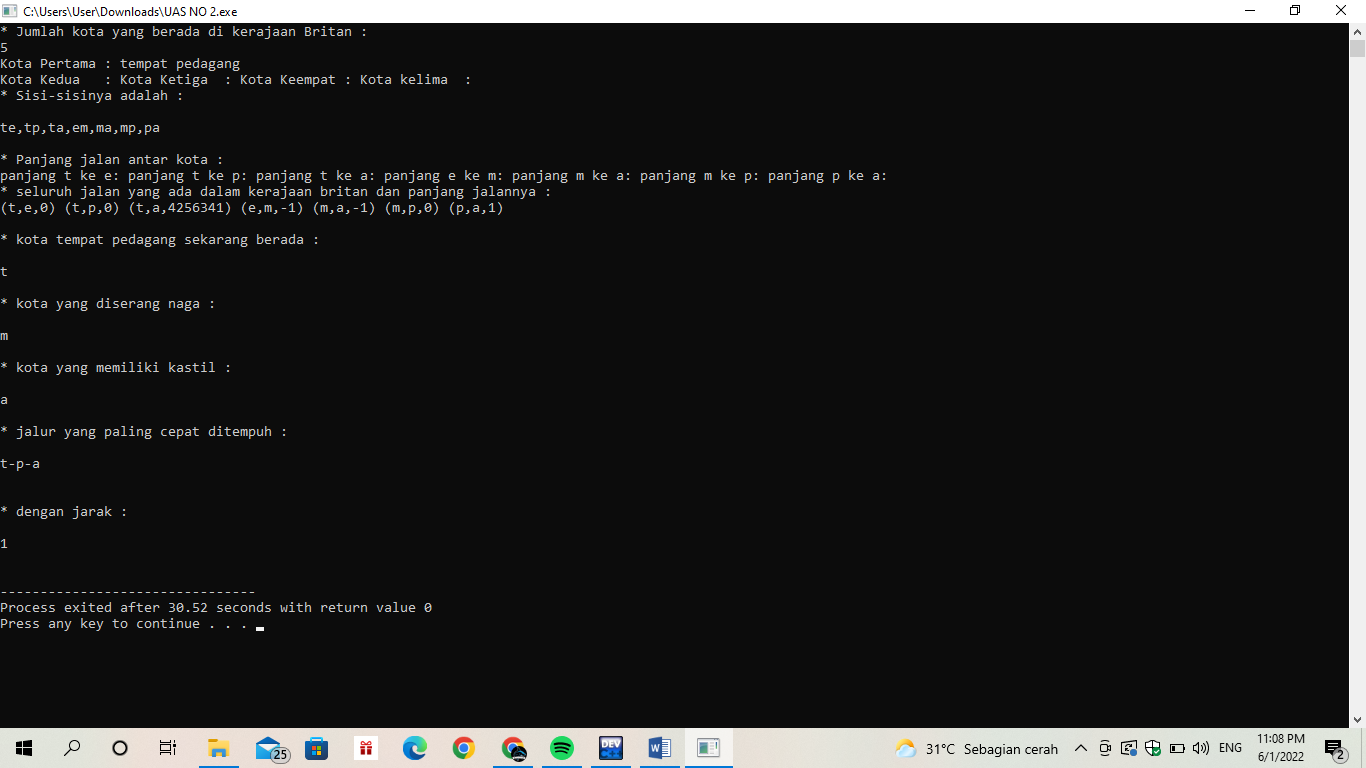 C:\Users\User\Downloads\UAS NO 2.exe
* Jumlah kota yang berada di kerajaan Britan :
5
Kota Pertama : tempat pedagang
Kota Kedua   : Kota Ketiga  : Kota Keempat : Kota kelima  :
* Sisi-sisinya adalah :
te,tp,ta,em,ma,mp,pa
* Panjang jalan antar kota :
panjang t ke e: panjang t ke p: panjang t ke a: panjang e ke m: panjang m ke a: panjang m ke p: panjang p ke a:
* seluruh jalan yang ada dalam kerajaan britan dan panjang jalannya :
(t,e,0) (t,p,0) (t,a,4256341) (e,m,-1) (m,a,-1) (m,p,0) (p,a,1)
* kota tempat pedagang sekarang berada :
t
* kota yang diserang naga :
m
* kota yang memiliki kastil :
a
* jalur yang paling cepat ditempuh :
t-p-a
* dengan jarak :
1
--------------------------------
Process exited after 30.52 seconds with return value 0
Press any key to continue . . .
25
DEV
31°C Sebagian cerah
ENG
11:08 PM
6/1/2022
2